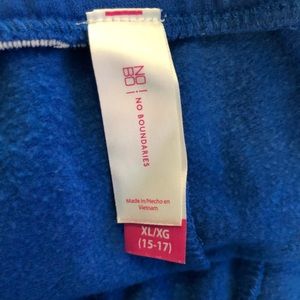 NO
BO
NO BOUNDARIES
Made in/Hecho en
Vietnam
XL/XG
(15-17)